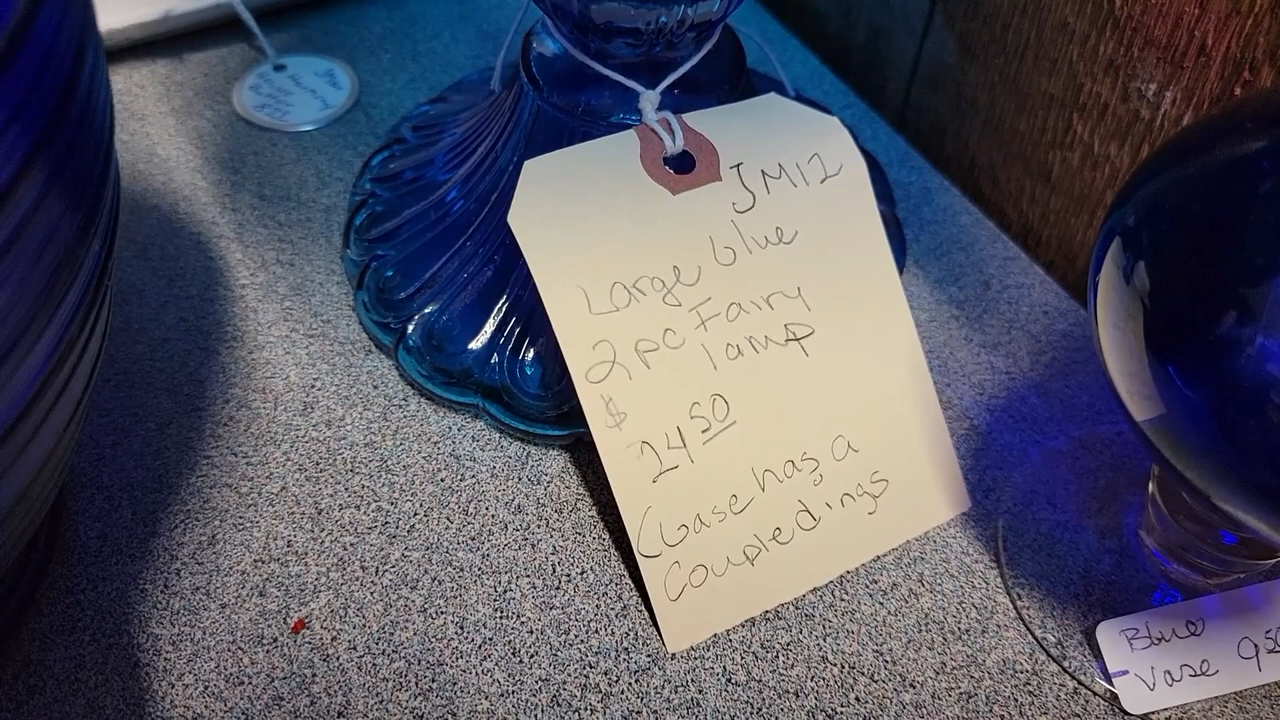 JM12
Large blue
2pc Fairy
lamp
$
24 50
(base has a
couple dings
Blue
Vase 9 50